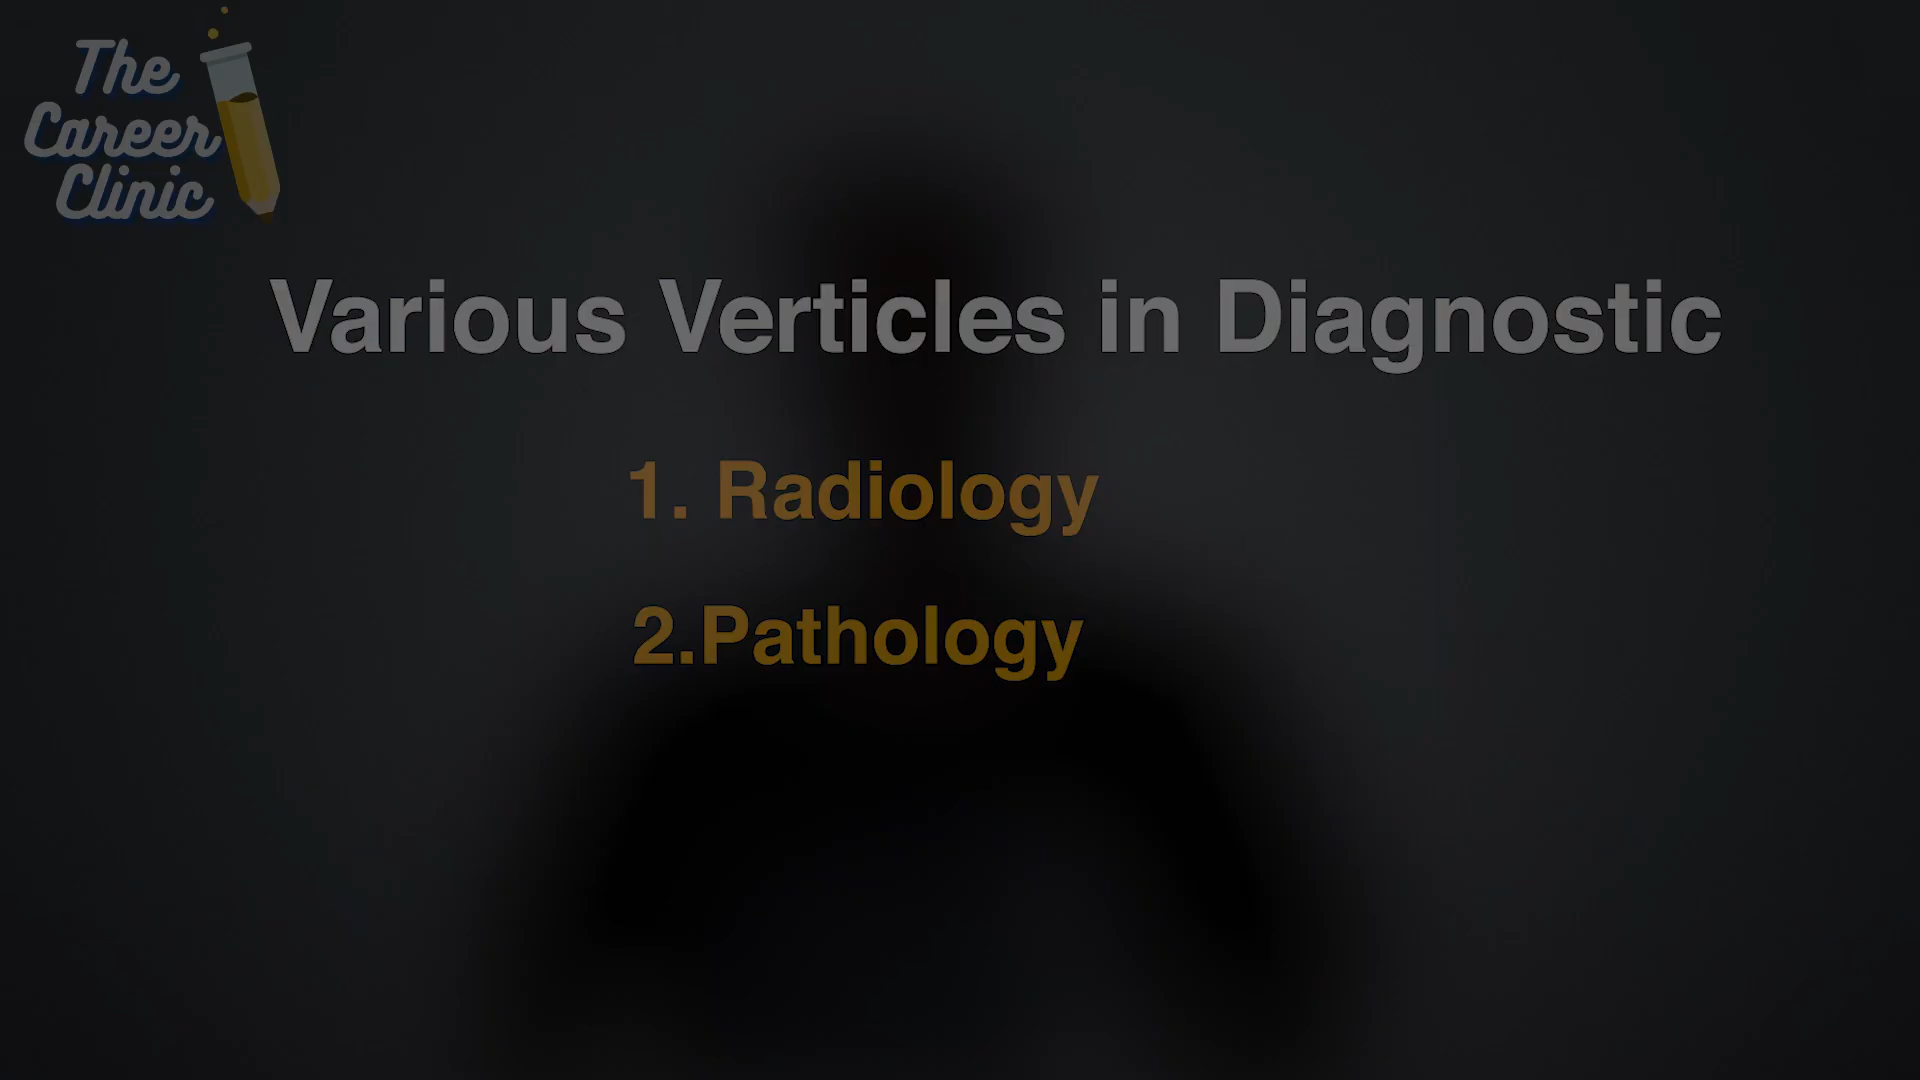 The
Career
Clinic
Various Verticles in Diagnostic
1. Radiology
2.Pathology